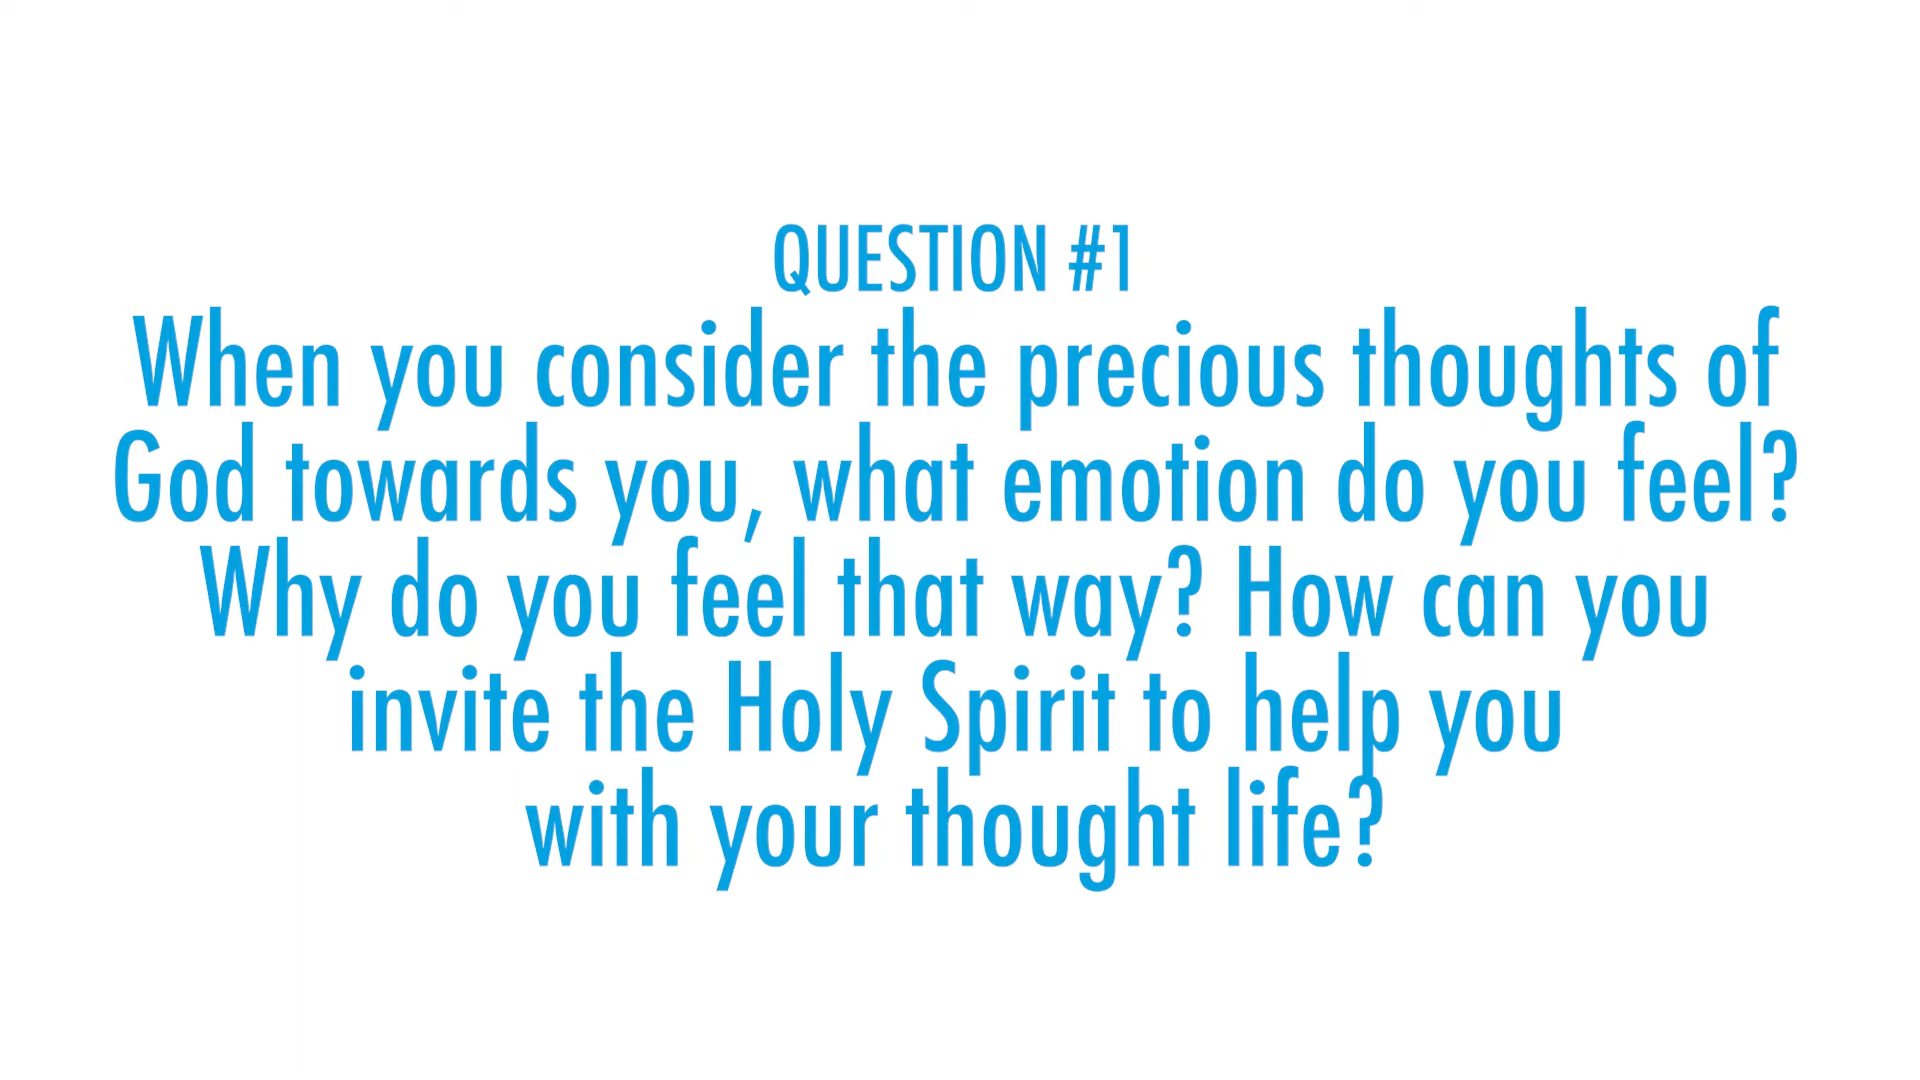 QUESTION #1
When you consider the precious thoughts of
God towards you, what emotion do you feel?
Why do you feel that way? How can you
invite the Holy Spirit to help you
with your thought life?